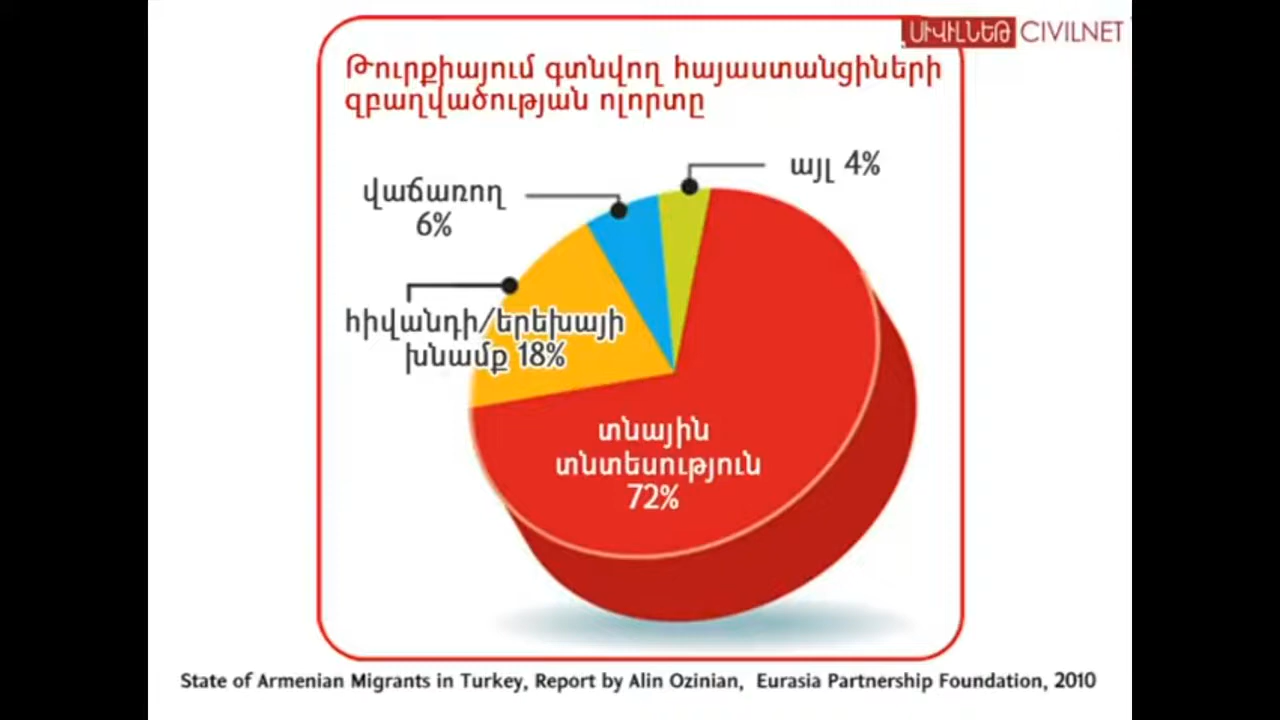 ՍԻՎԻԼՆԵԹ CIVILNET
Թուրքիայում գտնվող հայաստանցիների
զբաղվածության ոլորտը
այլ 4%
վաճառող
6%
հիվանդի/երեխայի
խնամք 18%
տնային
տնտեսություն
72%
State of Armenian Migrants in Turkey, Report by Alin Ozinian, Eurasia Partnership Foundation, 2010